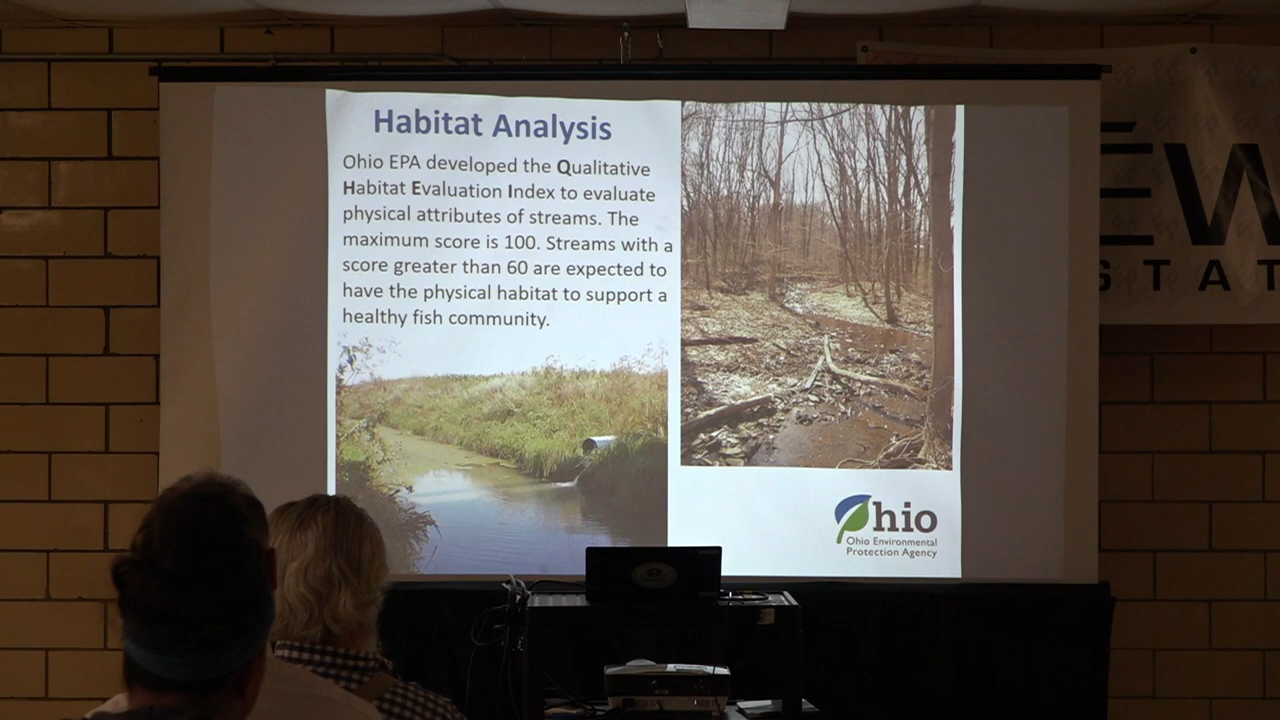 Habitat Analysis
Ohio EPA developed the Qualitative
Habitat Evaluation Index to evaluate
physical attributes of streams. The
maximum score is 100. Streams with a
score greater than 60 are expected to
have the physical habitat to support a
healthy fish community.
Ohio
Ohio Environmental
Protection Agency
EW
STAT